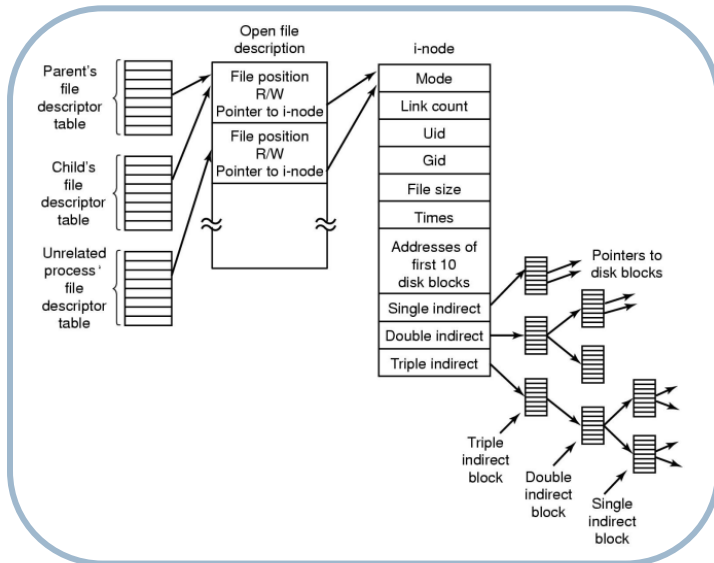 Open file
description
i-node
Parent's
file
descriptor
table
File position
R/W
Pointer to i-node
File position
R/W
Pointer to i-node
Child's
file
descriptor
table
Unrelated
process'
file
descriptor
table
Mode
Link count
Uid
Gid
File size
Times
Addresses of
first 10
disk blocks
Single indirect
Double indirect
Triple indirect
Pointers to
disk blocks
Triple
indirect
block
Double
indirect
block
Single
indirect
block